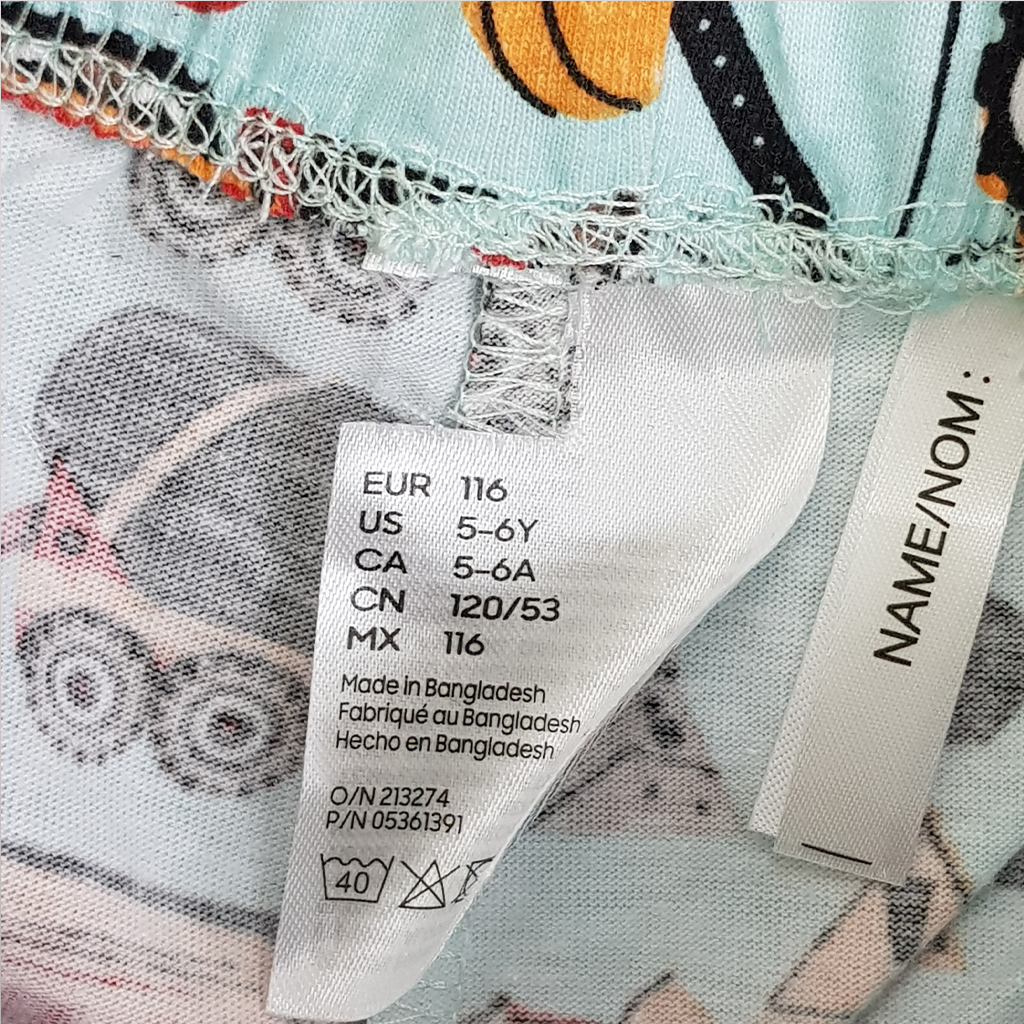 EUR 116
US 5-6Y
CA 5-6A
CN 120/53
MX 116
Made in Bangladesh
Fabriqué au Bangladesh
Hecho en Bangladesh
O/N 213274
P/N 05361391
40
NAME/NOM :